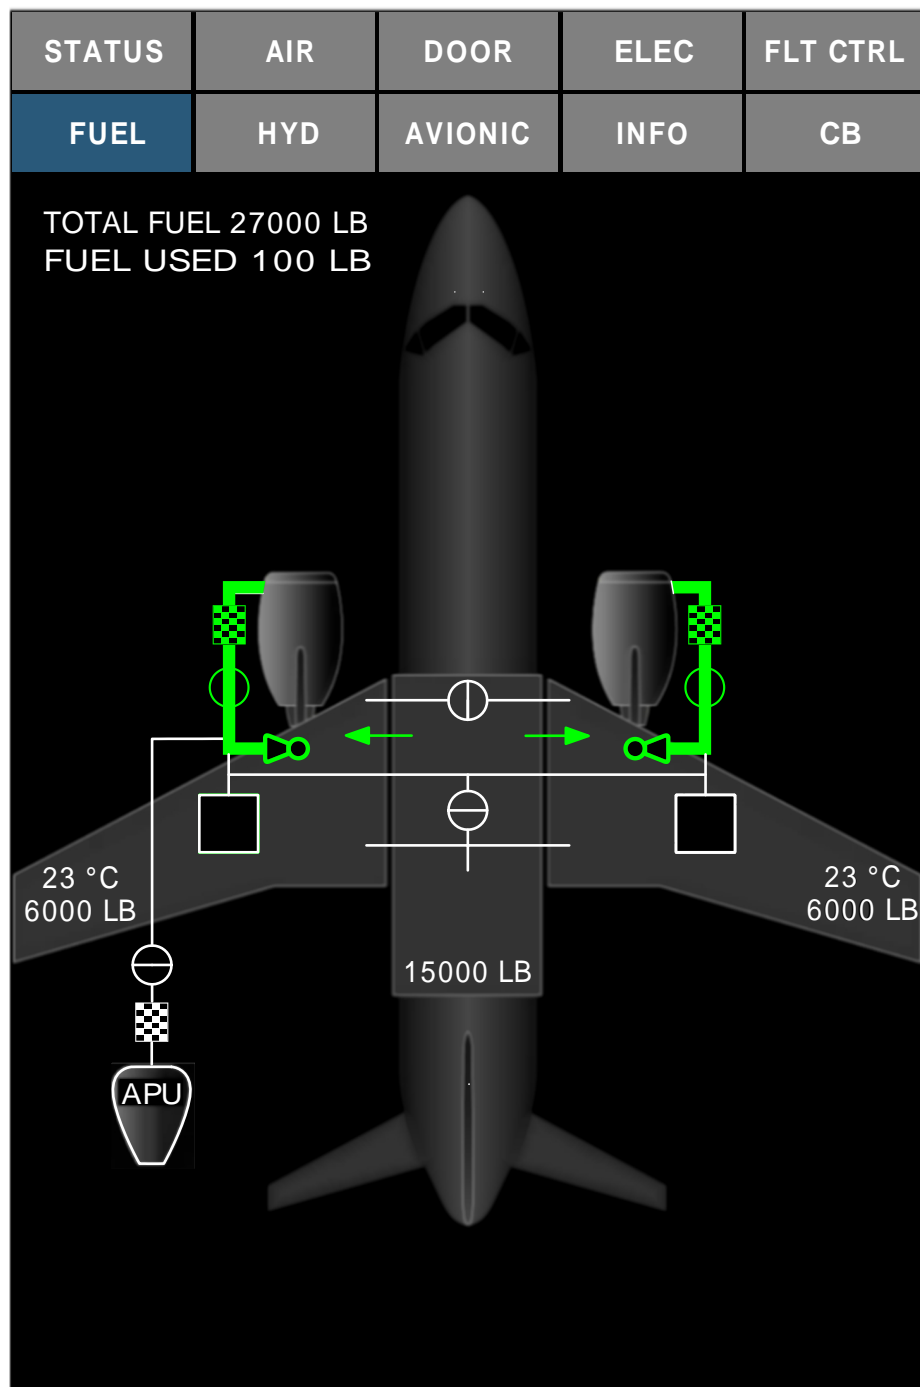 STATUS AIR DOOR ELEC FLT CTRL
FUEL HYD AVIONIC INFO CB
TOTAL FUEL 27000 LB
FUEL USED 100 LB
23 °C 23 °C
6000 LB 6000 LB
15000 LB
APU